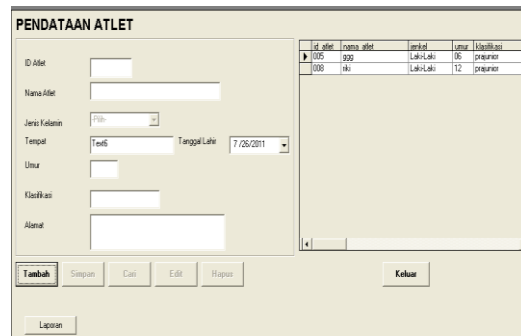 PENDATAAN ATLET
id_atlet nama_atlet jenkel umur klasifikasi
005 ggg Laki-Laki 06 prajunior
008 riki Laki-Laki 12 prajunior
ID Atlet
Nama Atlet
Jenis Kelamin -Pilih-
Tempat Text6 Tanggal Lahir 7 /26/2011
Umur
Klasifikasi
Alamat
Tambah Simpan Cari Edit Hapus Keluar
Laporan